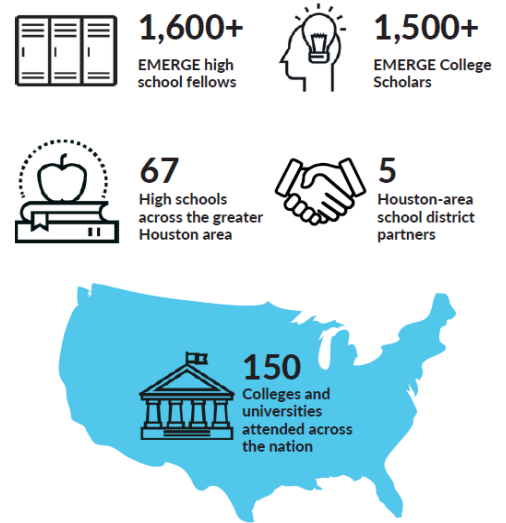 1,600+
EMERGE high
school fellows
1,500+
EMERGE College
Scholars
67
High schools
across the greater
Houston area
5
Houston-area
school district
partners
150
Colleges and
universities
attended across
the nation